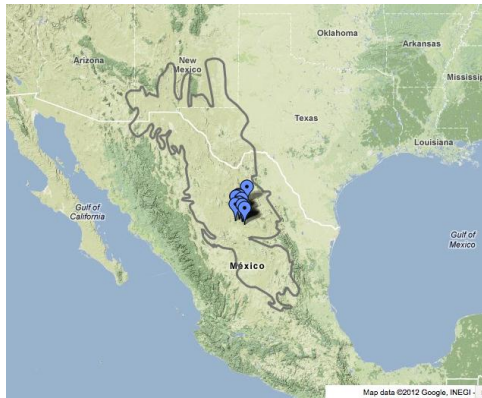 Oklahoma
Arkansas
Arizona
New
Mexico
Mississip
Texas
Louisiana
Gulf of
California
Gulf of
Mexico
México
Map data ©2012 Google, INEGI -